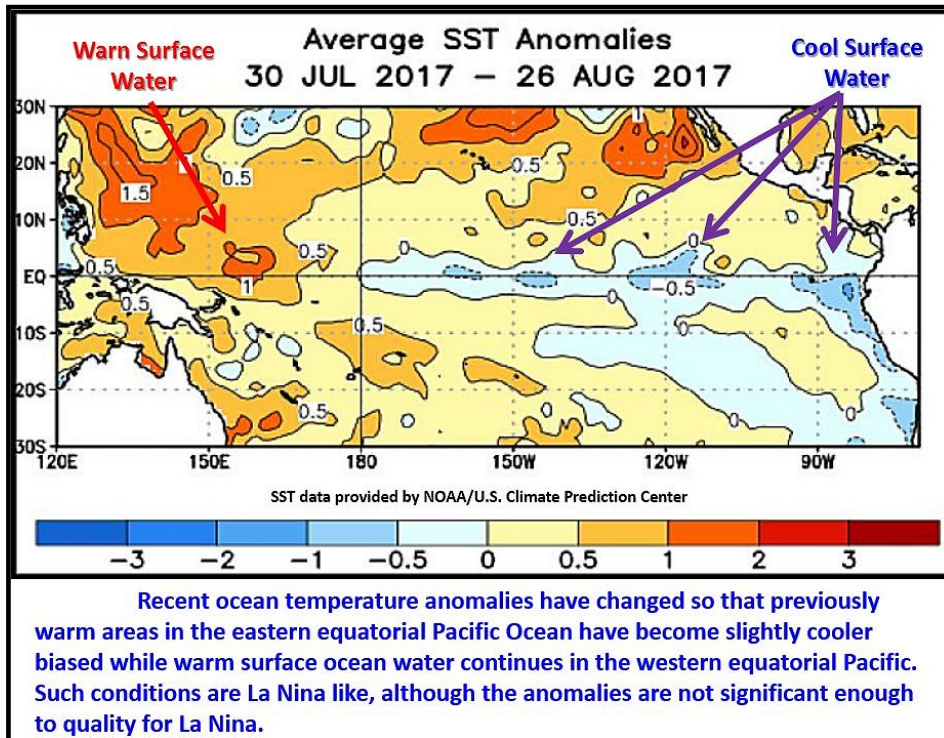 Average SST Anomalies
30 JUL 2017 – 26 AUG 2017
Warn Surface
Water
Cool Surface
Water
30N
20N
10N
EQ
10S
20S
30S
1.5
0.5
0.5
1
0.5
0.5
0
0
0.5
1
-0.5
0
0.5
0.5
0
0.5
0
0
0
120E
150E
180
150W
120W
90W
SST data provided by NOAA/U.S. Climate Prediction Center
-3
-2
-1
-0.5
0
0.5
1
2
3
Recent ocean temperature anomalies have changed so that previously
warm areas in the eastern equatorial Pacific Ocean have become slightly cooler
biased while warm surface ocean water continues in the western equatorial Pacific.
Such conditions are La Nina like, although the anomalies are not significant enough
to quality for La Nina.